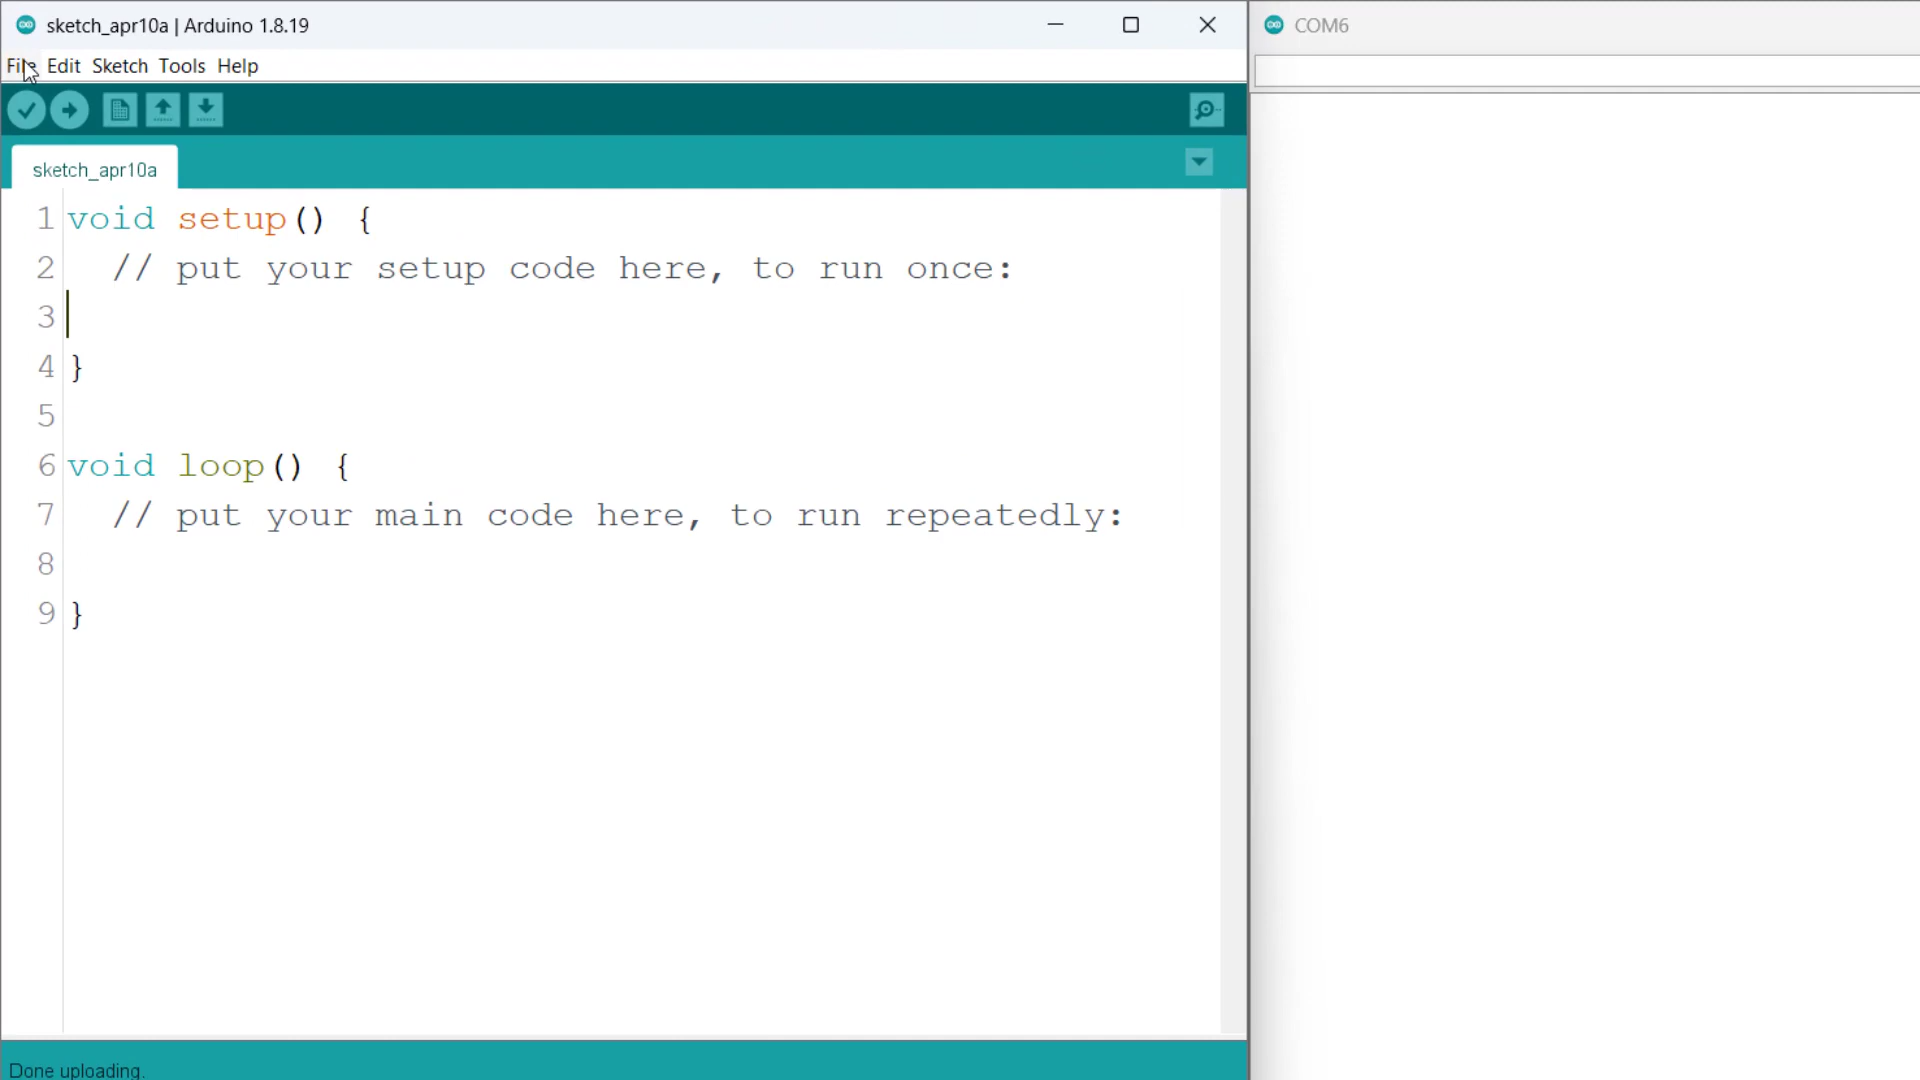 sketch_apr10a | Arduino 1.8.19
File Edit Sketch Tools Help
sketch_apr10a
1 void setup() {
2   // put your setup code here, to run once:
3
4 }
5
6 void loop() {
7   // put your main code here, to run repeatedly:
8
9 }
Done uploading.
COM6